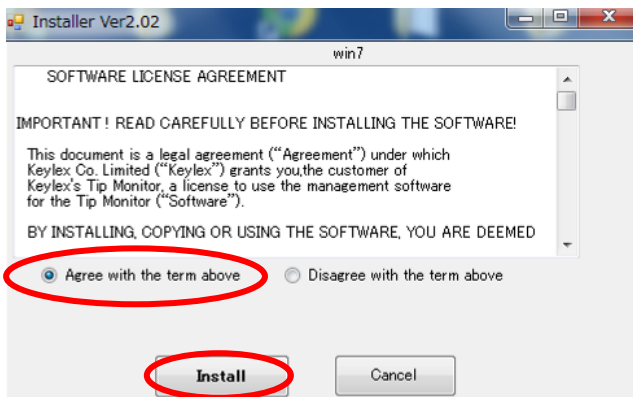 Installer Ver2.02
win7
SOFTWARE LICENSE AGREEMENT
IMPORTANT! READ CAREFULLY BEFORE INSTALLING THE SOFTWARE!
This document is a legal agreement (“Agreement”) under which
Keylex Co. Limited (“Keylex”) grants you,the customer of
Keylex's Tip Monitor, a license to use the management software
for the Tip Monitor (“Software”).
BY INSTALLING, COPYING OR USING THE SOFTWARE, YOU ARE DEEMED
Agree with the term above Disagree with the term above
Install Cancel